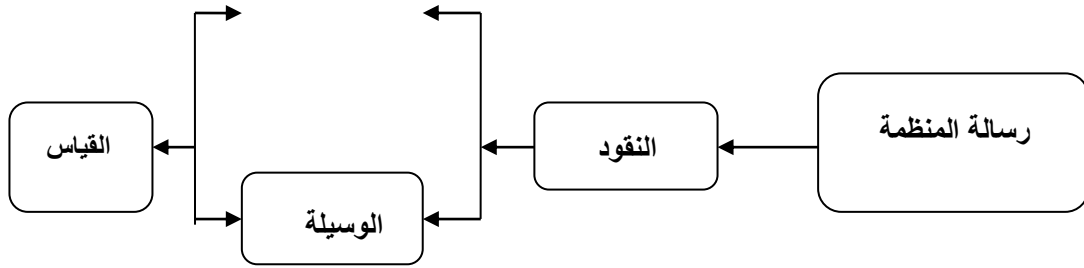 رسالة المنظمة
النقود
الوسيلة
القياس